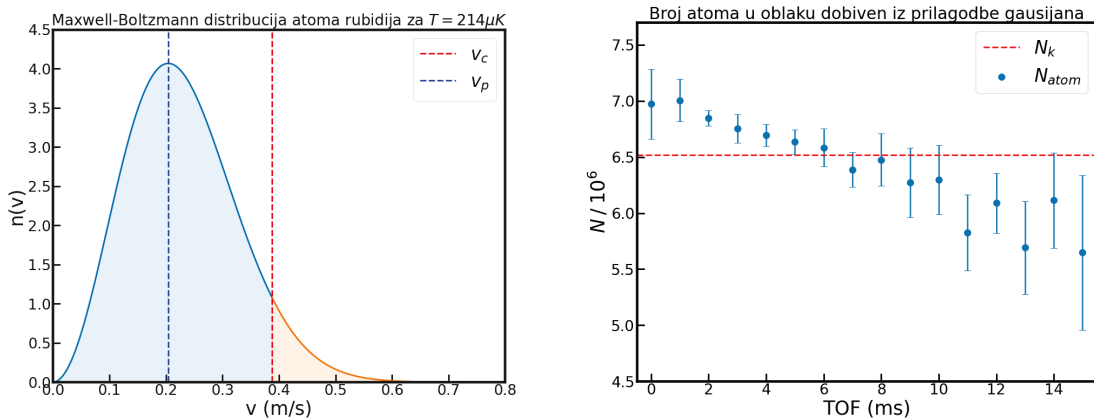 Maxwell-Boltzmann distribucija atoma rubidija za T = 214μK
n(v)
4.5
4.0
3.5
3.0
2.5
2.0
1.5
1.0
0.5
0.0
0.0 0.1 0.2 0.3 0.4 0.5 0.6 0.7 0.8
v (m/s)
v_c
v_p
Broj atoma u oblaku dobiven iz prilagodbe gausijana
N / 10^6
7.5
7.0
6.5
6.0
5.5
5.0
4.5
0 2 4 6 8 10 12 14
TOF (ms)
N_k
N_atom